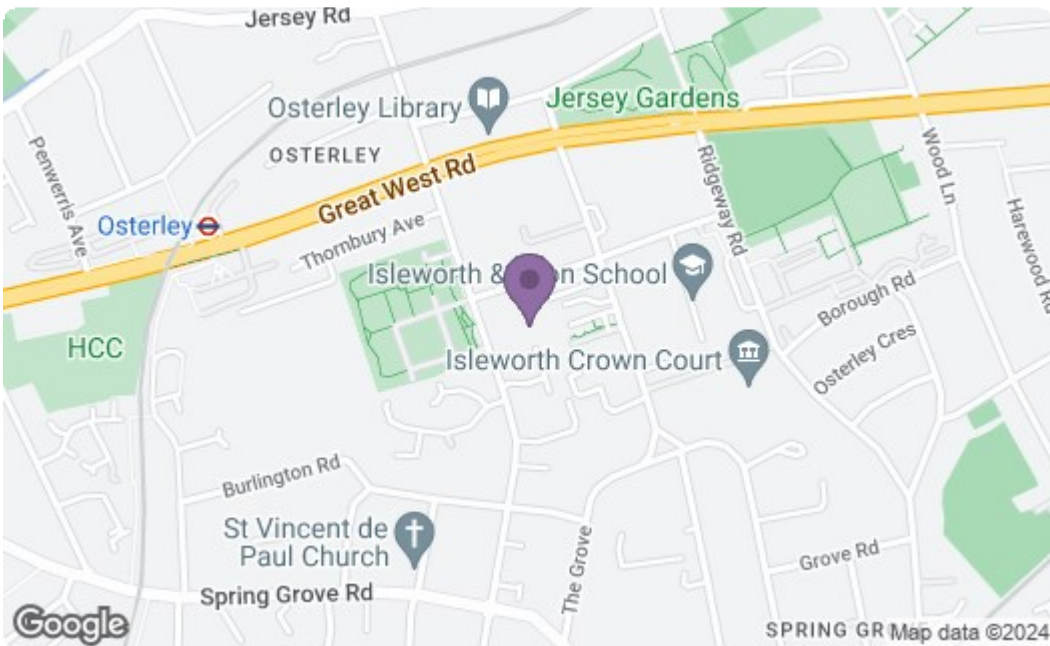 Jersey Rd
Osterley Library
Jersey Gardens
OSTERLEY
Penwerris Ave
Great West Rd
Ridgeway Rd
Wood Ln
Harewood Rd
Osterley
Thornbury Ave
Isleworth & on School
Borough Rd
HCC
Isleworth Crown Court
Osterley Cres
Burlington Rd
St Vincent de
Paul Church
The Grove
Grove Rd
Spring Grove Rd
Google
SPRING GR
Map data ©2024